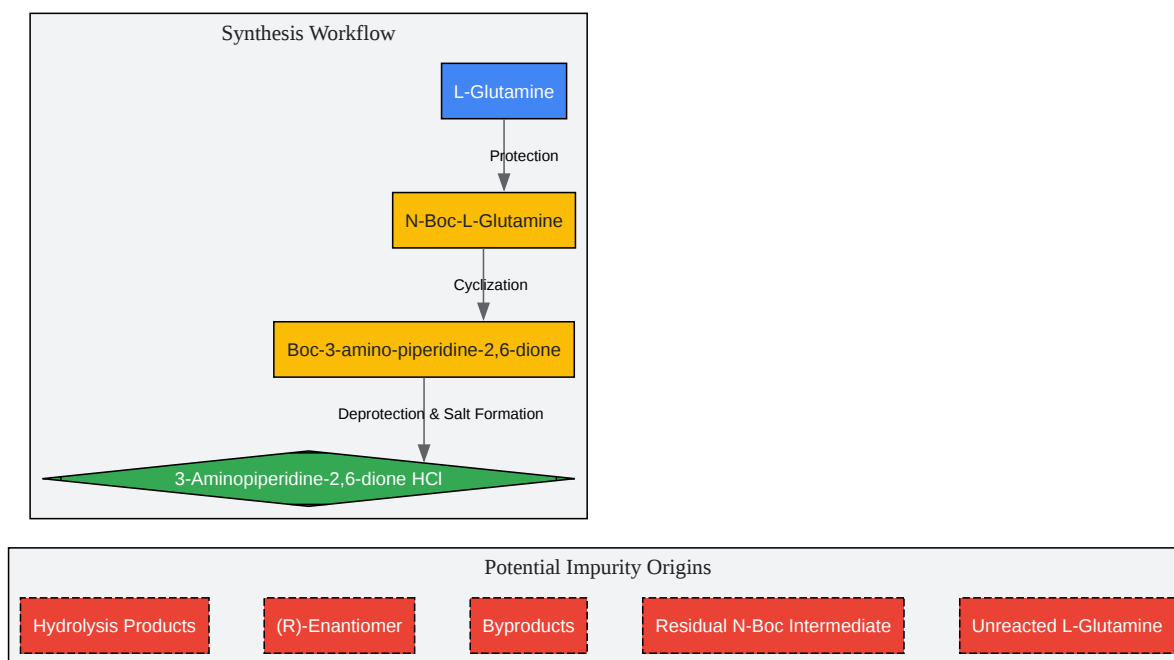 Synthesis Workflow
L-Glutamine
Protection
N-Boc-L-Glutamine
Cyclization
Boc-3-amino-piperidine-2,6-dione
Deprotection & Salt Formation
3-Aminopiperidine-2,6-dione HCl
Potential Impurity Origins
Hydrolysis Products
(R)-Enantiomer
Byproducts
Residual N-Boc Intermediate
Unreacted L-Glutamine